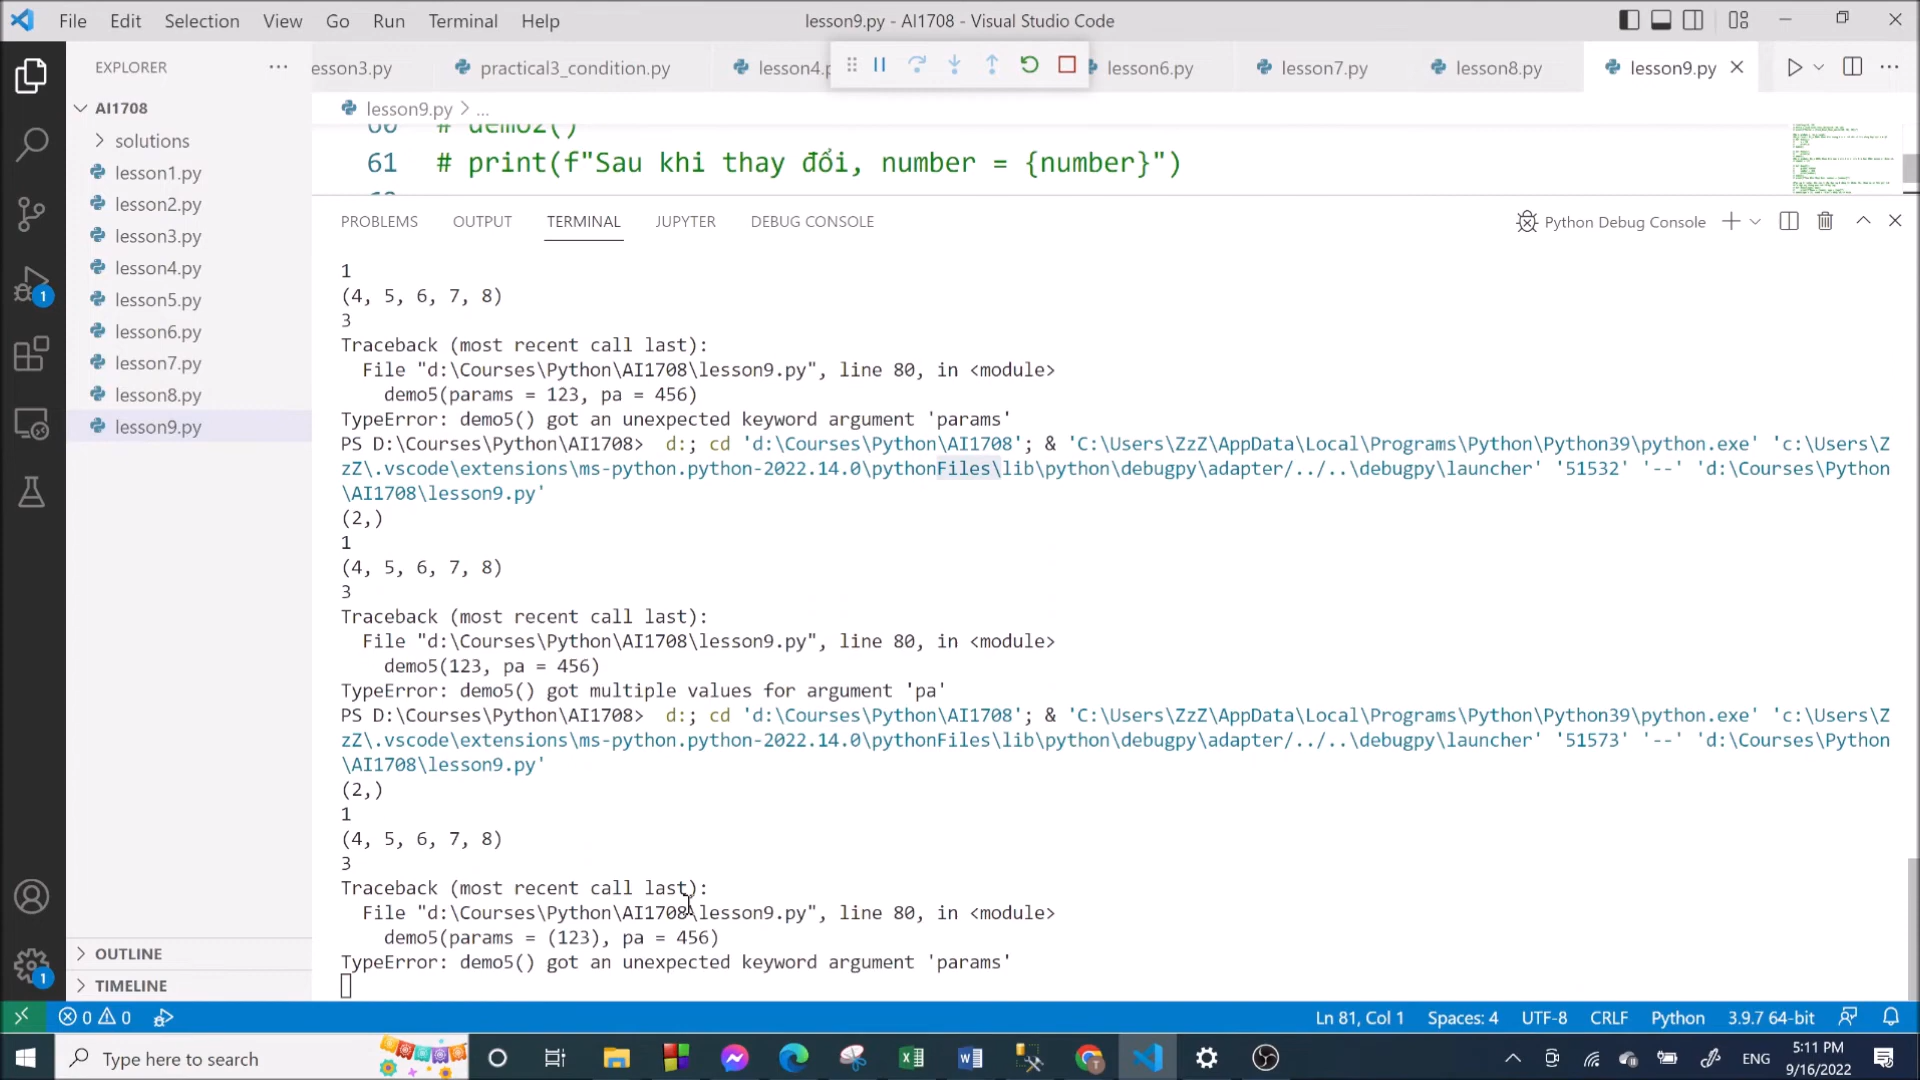 File Edit Selection View Go Run Terminal Help
lesson9.py - AI1708 - Visual Studio Code
EXPLORER
lesson3.py practical3_condition.py lesson4.p lesson6.py lesson7.py lesson8.py lesson9.py
AI1708
lesson9.py > ...
solutions
lesson1.py
lesson2.py
lesson3.py
lesson4.py
lesson5.py
lesson6.py
lesson7.py
lesson8.py
lesson9.py
60 # demo2()
61 # print(f"Sau khi thay đổi, number = {number}")
PROBLEMS OUTPUT TERMINAL JUPYTER DEBUG CONSOLE
Python Debug Console
1
(4, 5, 6, 7, 8)
3
Traceback (most recent call last):
File "d:\Courses\Python\AI1708\lesson9.py", line 80, in <module>
demo5(params = 123, pa = 456)
TypeError: demo5() got an unexpected keyword argument 'params'
PS D:\Courses\Python\AI1708> d:; cd 'd:\Courses\Python\AI1708'; & 'C:\Users\ZzZ\AppData\Local\Programs\Python\Python39\python.exe' 'c:\Users\Z
zZ\.vscode\extensions\ms-python.python-2022.14.0\pythonFiles\lib\python\debugpy\adapter/../..\debugpy\launcher' '51532' '--' 'd:\Courses\Python
\AI1708\lesson9.py'
(2,)
1
(4, 5, 6, 7, 8)
3
Traceback (most recent call last):
File "d:\Courses\Python\AI1708\lesson9.py", line 80, in <module>
demo5(123, pa = 456)
TypeError: demo5() got multiple values for argument 'pa'
PS D:\Courses\Python\AI1708> d:; cd 'd:\Courses\Python\AI1708'; & 'C:\Users\ZzZ\AppData\Local\Programs\Python\Python39\python.exe' 'c:\Users\Z
zZ\.vscode\extensions\ms-python.python-2022.14.0\pythonFiles\lib\python\debugpy\adapter/../..\debugpy\launcher' '51573' '--' 'd:\Courses\Python
\AI1708\lesson9.py'
(2,)
1
(4, 5, 6, 7, 8)
3
Traceback (most recent call last):
File "d:\Courses\Python\AI1708\lesson9.py", line 80, in <module>
demo5(params = (123), pa = 456)
TypeError: demo5() got an unexpected keyword argument 'params'
1
OUTLINE
1
TIMELINE
0 0
Ln 81, Col 1 Spaces: 4 UTF-8 CRLF Python 3.9.7 64-bit
Type here to search
ENG
5:11 PM
9/16/2022